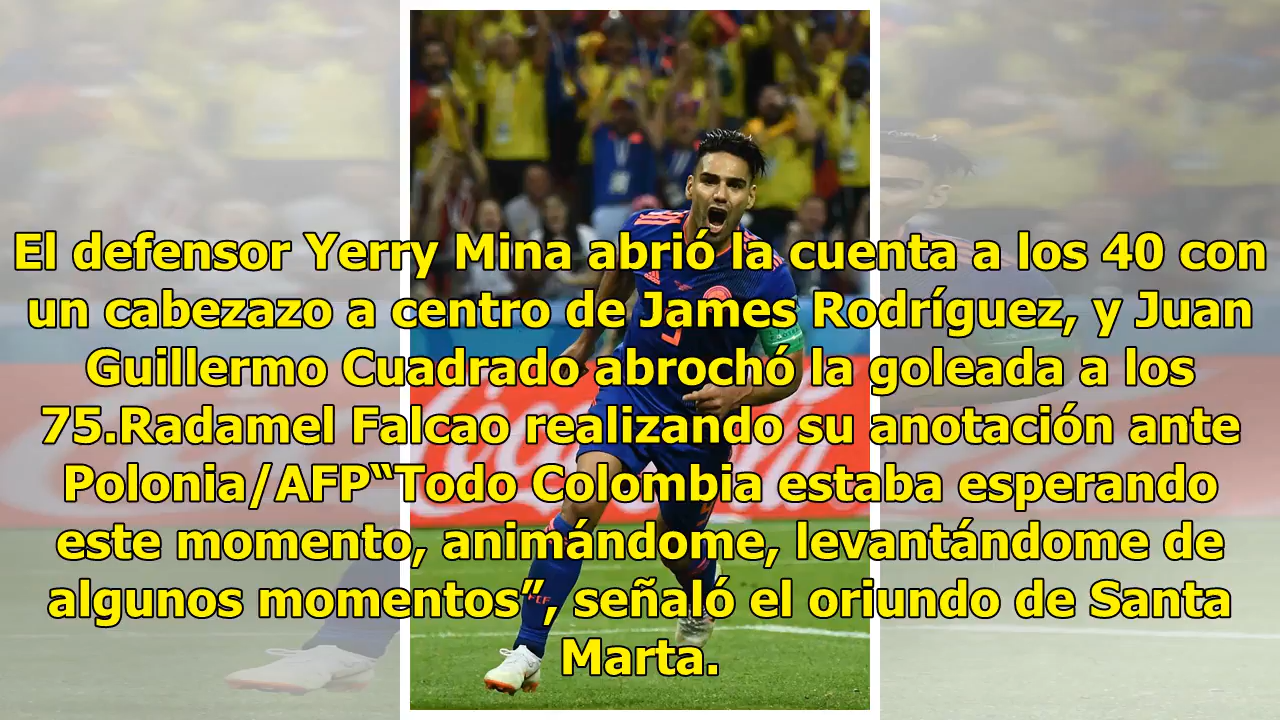 El defensor Yerry Mina abrió la cuenta a los 40 con
un cabezazo a centro de James Rodríguez, y Juan
Guillermo Cuadrado abrochó la goleada a los
75.Radamel Falcao realizando su anotación ante
Polonia/AFP“Todo Colombia estaba esperando
este momento, animándome, levantándome de
algunos momentos”, señaló el oriundo de Santa
Marta.
9
FCF